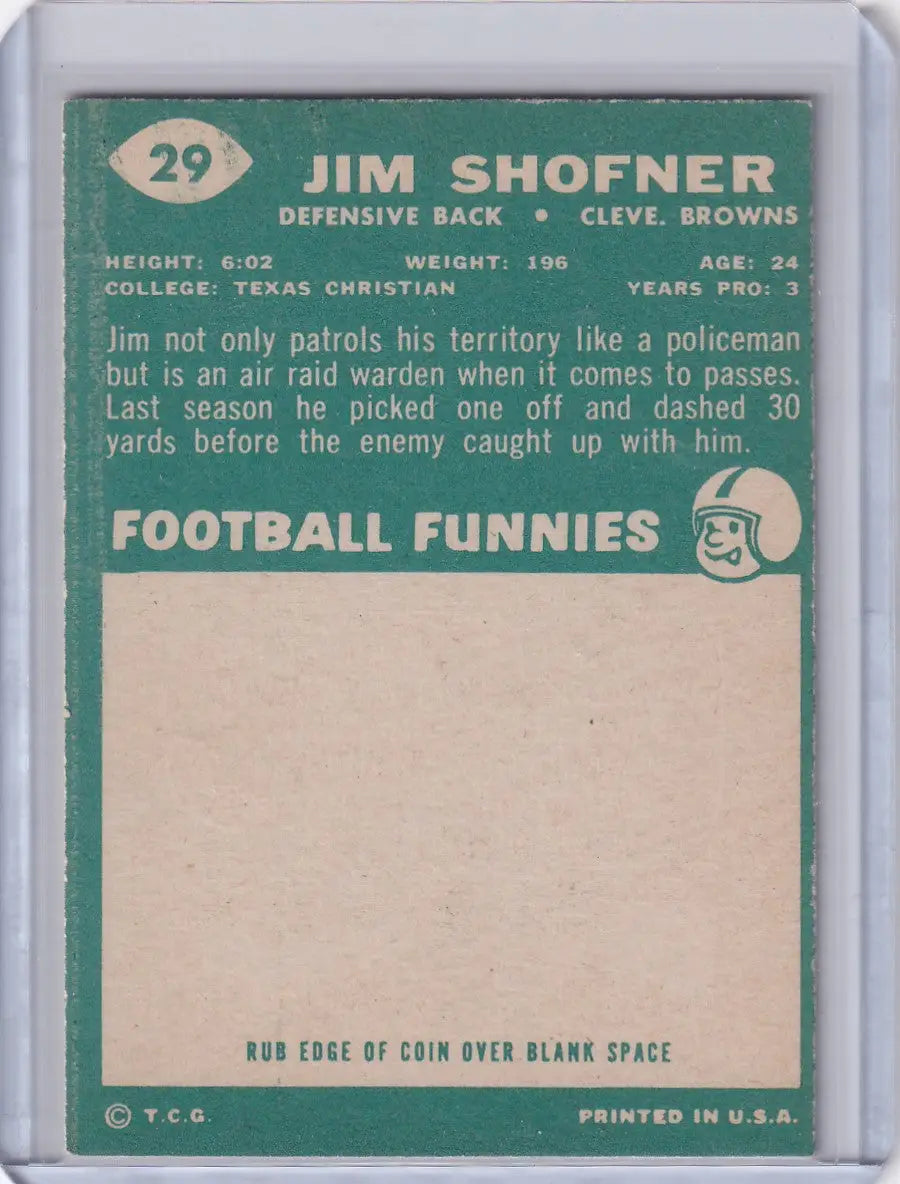 29
JIM SHOFNER
DEFENSIVE BACK • CLEVE. BROWNS
HEIGHT: 6:02 WEIGHT: 196 AGE: 24
COLLEGE: TEXAS CHRISTIAN YEARS PRO: 3
Jim not only patrols his territory like a policeman
but is an air raid warden when it comes to passes.
Last season he picked one off and dashed 30
yards before the enemy caught up with him.
FOOTBALL FUNNIES
RUB EDGE OF COIN OVER BLANK SPACE
© T.C.G. PRINTED IN U.S.A.